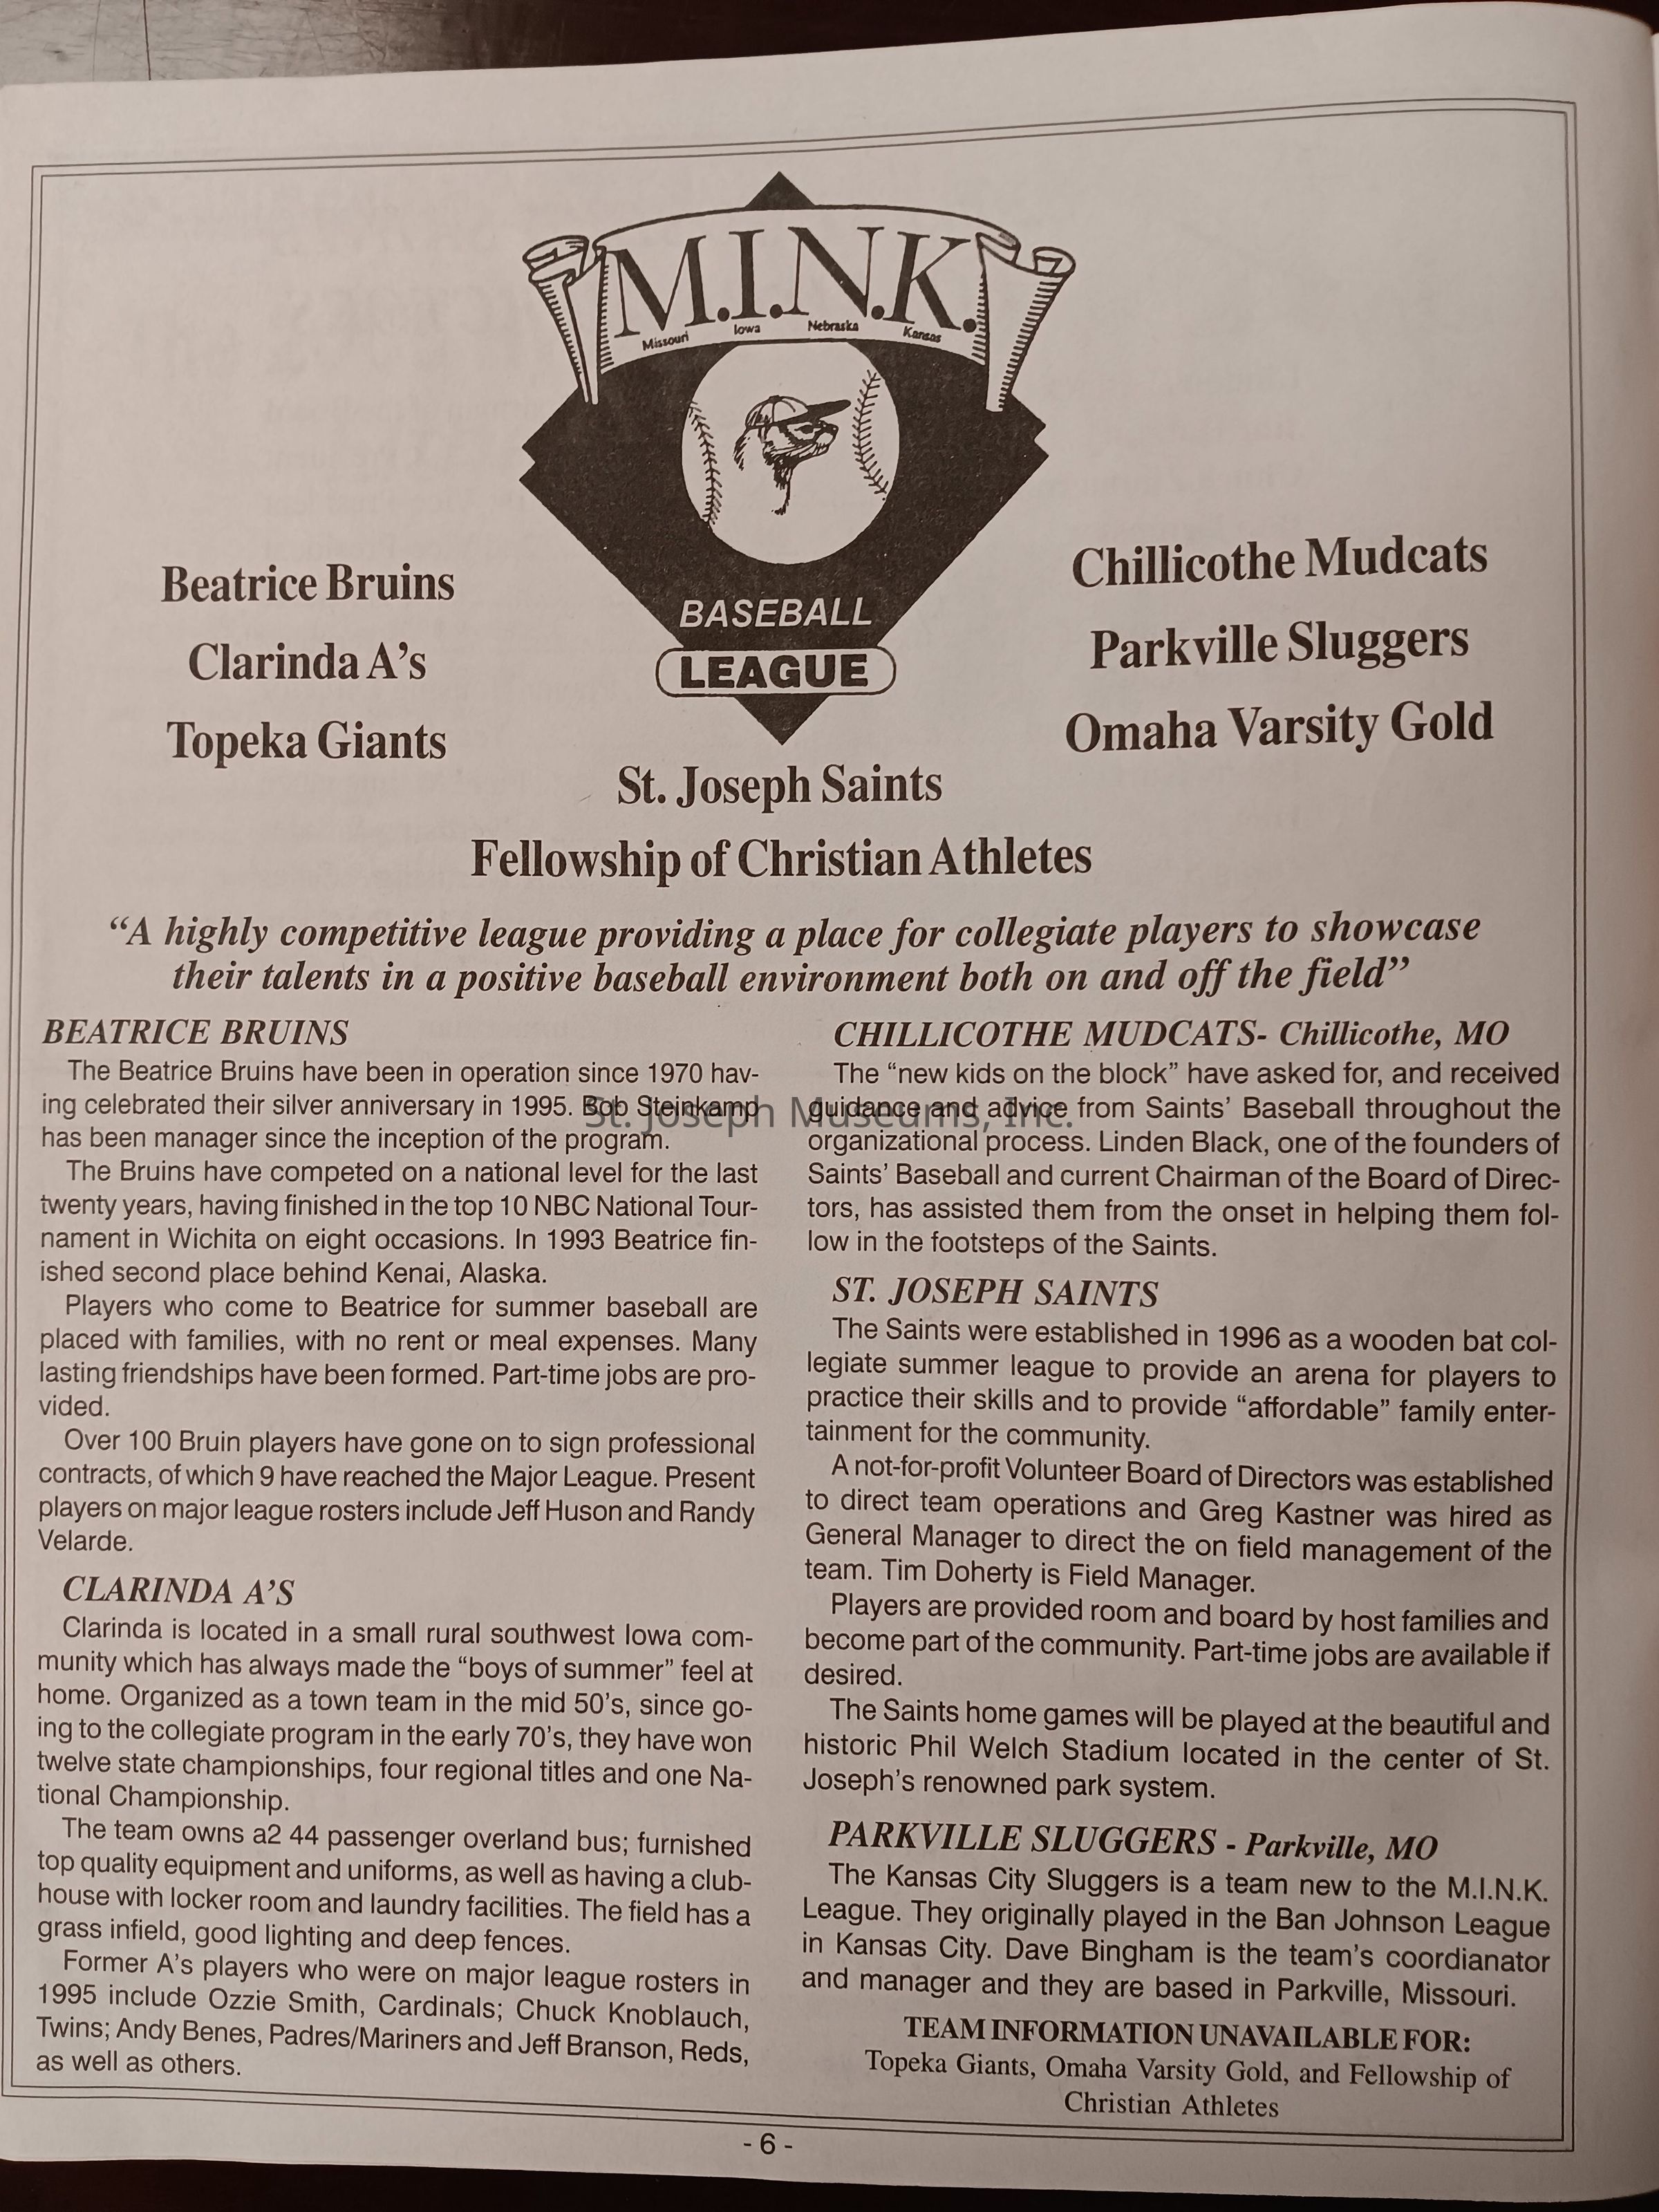 M.I.N.K.
Missouri Iowa Nebraska Kansas
BASEBALL
LEAGUE
Beatrice Bruins
Clarinda A's
Topeka Giants
Chillicothe Mudcats
Parkville Sluggers
Omaha Varsity Gold
St. Joseph Saints
Fellowship of Christian Athletes
“A highly competitive league providing a place for collegiate players to showcase
their talents in a positive baseball environment both on and off the field”
BEATRICE BRUINS
The Beatrice Bruins have been in operation since 1970 hav-
ing celebrated their silver anniversary in 1995. Bob Steinkamp
has been manager since the inception of the program.
The Bruins have competed on a national level for the last
twenty years, having finished in the top 10 NBC National Tour-
nament in Wichita on eight occasions. In 1993 Beatrice fin-
ished second place behind Kenai, Alaska.
Players who come to Beatrice for summer baseball are
placed with families, with no rent or meal expenses. Many
lasting friendships have been formed. Part-time jobs are pro-
vided.
Over 100 Bruin players have gone on to sign professional
contracts, of which 9 have reached the Major League. Present
players on major league rosters include Jeff Huson and Randy
Velarde.
CLARINDA A'S
Clarinda is located in a small rural southwest Iowa com-
munity which has always made the “boys of summer” feel at
home. Organized as a town team in the mid 50's, since go-
ing to the collegiate program in the early 70's, they have won
twelve state championships, four regional titles and one Na-
tional Championship.
The team owns a2 44 passenger overland bus; furnished
top quality equipment and uniforms, as well as having a club-
house with locker room and laundry facilities. The field has a
grass infield, good lighting and deep fences.
Former A's players who were on major league rosters in
1995 include Ozzie Smith, Cardinals; Chuck Knoblauch,
Twins; Andy Benes, Padres/Mariners and Jeff Branson, Reds,
as well as others.
CHILLICOTHE MUDCATS- Chillicothe, MO
The “new kids on the block” have asked for, and received
guidance and advice from Saints' Baseball throughout the
organizational process. Linden Black, one of the founders of
Saints' Baseball and current Chairman of the Board of Direc-
tors, has assisted them from the onset in helping them fol-
low in the footsteps of the Saints.
ST. JOSEPH SAINTS
The Saints were established in 1996 as a wooden bat col-
legiate summer league to provide an arena for players to
practice their skills and to provide “affordable” family enter-
tainment for the community.
A not-for-profit Volunteer Board of Directors was established
to direct team operations and Greg Kastner was hired as
General Manager to direct the on field management of the
team. Tim Doherty is Field Manager.
Players are provided room and board by host families and
become part of the community. Part-time jobs are available if
desired.
The Saints home games will be played at the beautiful and
historic Phil Welch Stadium located in the center of St.
Joseph's renowned park system.
PARKVILLE SLUGGERS - Parkville, MO
The Kansas City Sluggers is a team new to the M.I.N.K.
League. They originally played in the Ban Johnson League
in Kansas City. Dave Bingham is the team's coordianator
and manager and they are based in Parkville, Missouri.
TEAM INFORMATION UNAVAILABLE FOR:
Topeka Giants, Omaha Varsity Gold, and Fellowship of
Christian Athletes
- 6 -
St. Joseph Museums, Inc.